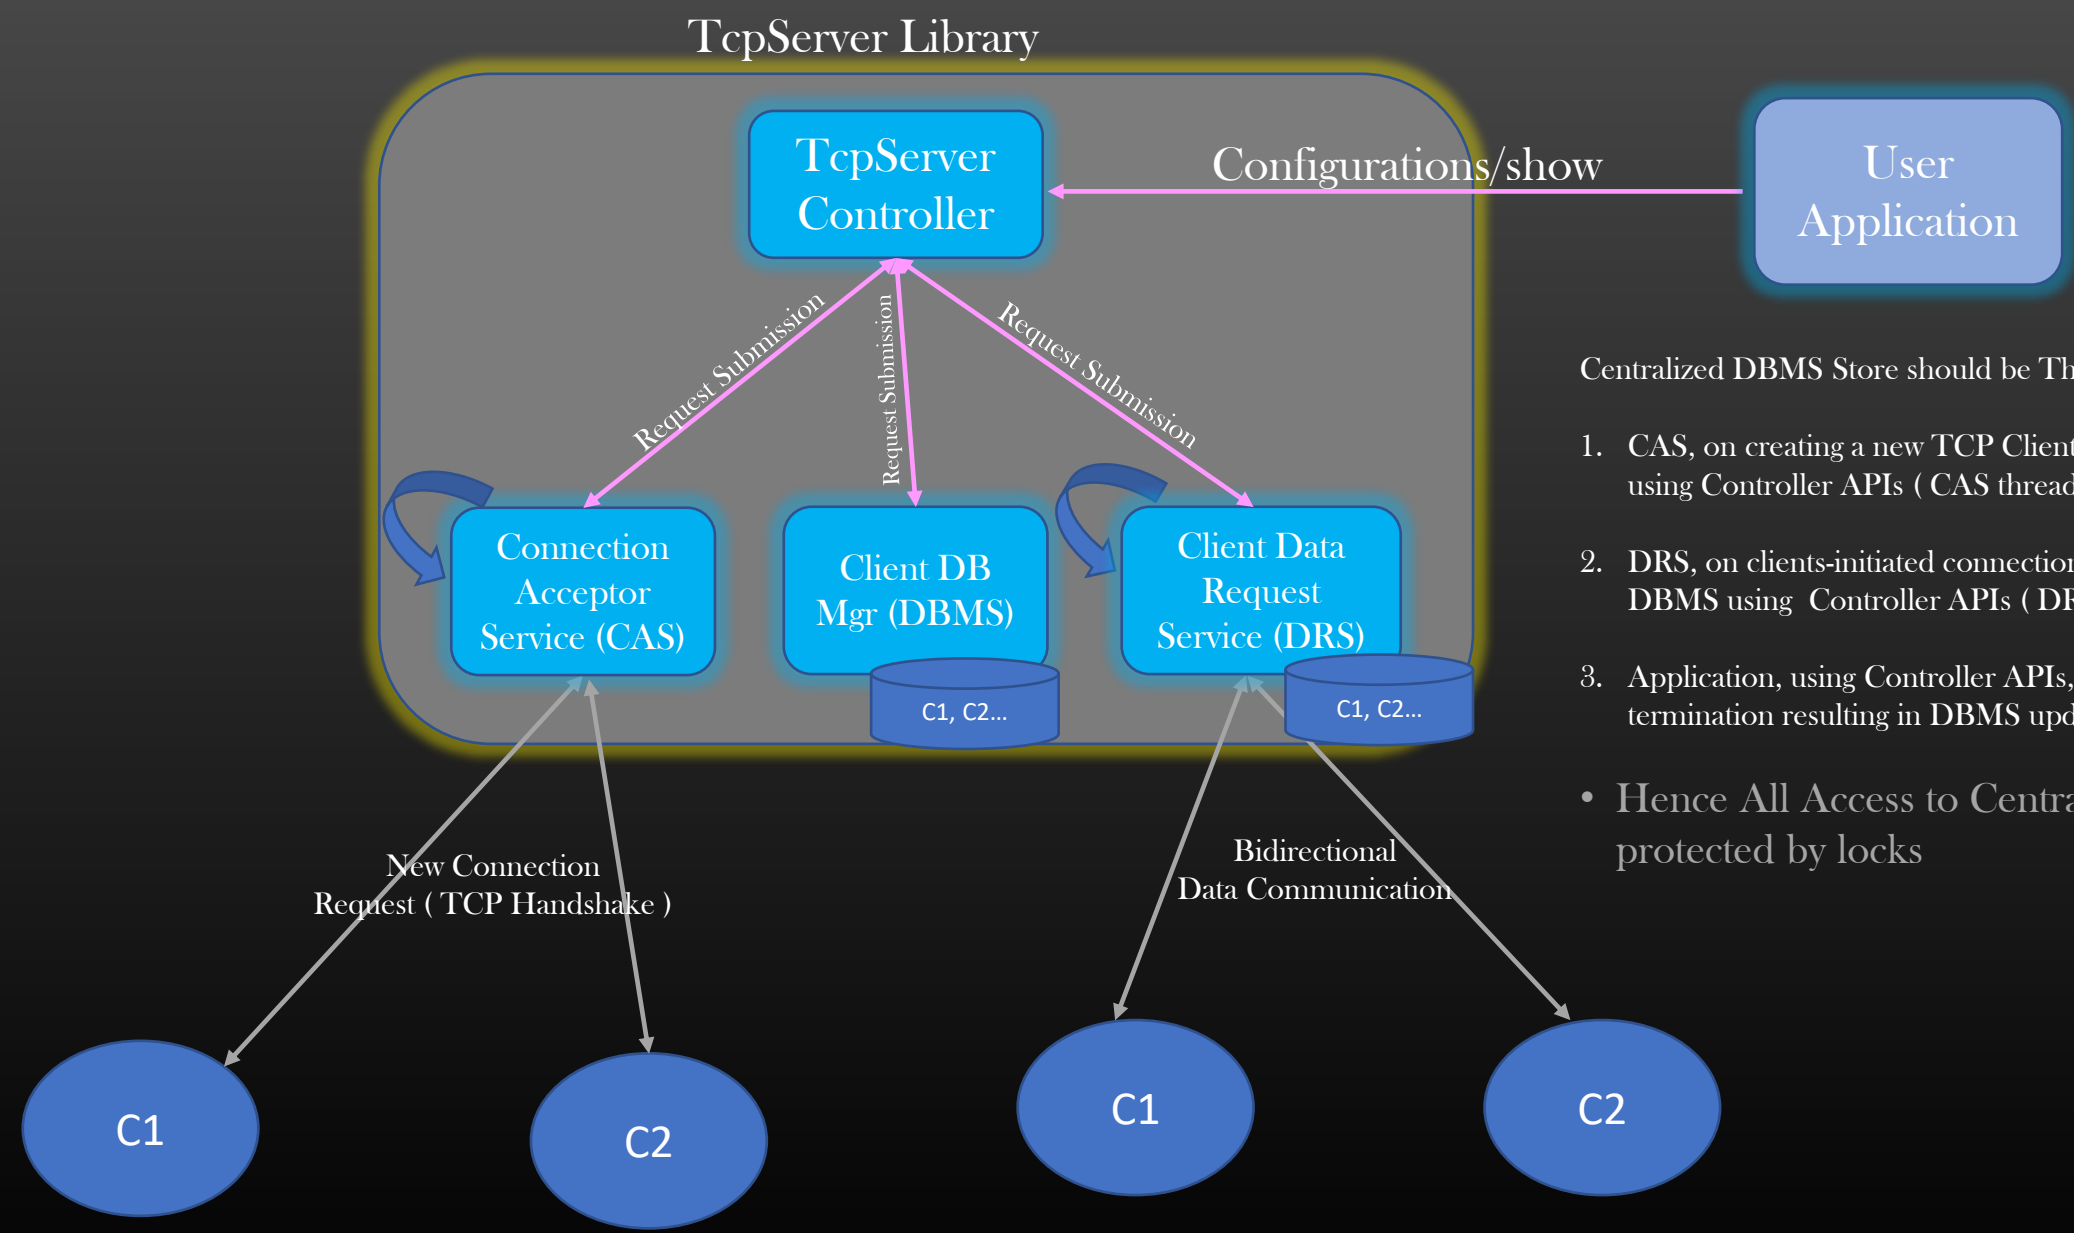 TcpServer Library
TcpServer
Controller
Configurations/show
User
Application
Request Submission
Request Submission
Request Submission
Connection
Acceptor
Service (CAS)
Client DB
Mgr (DBMS)
Client Data
Request
Service (DRS)
C1, C2...
C1, C2...
New Connection
Request ( TCP Handshake )
Bidirectional
Data Communication
C1
C2
C1
C2
Centralized DBMS Store should be
1. CAS, on creating a new TCP Client
using Controller APIs ( CAS thread
2. DRS, on clients-initiated connection
DBMS using Controller APIs (
3. Application, using Controller APIs,
termination resulting in DBMS
• Hence All Access to
protected by locks